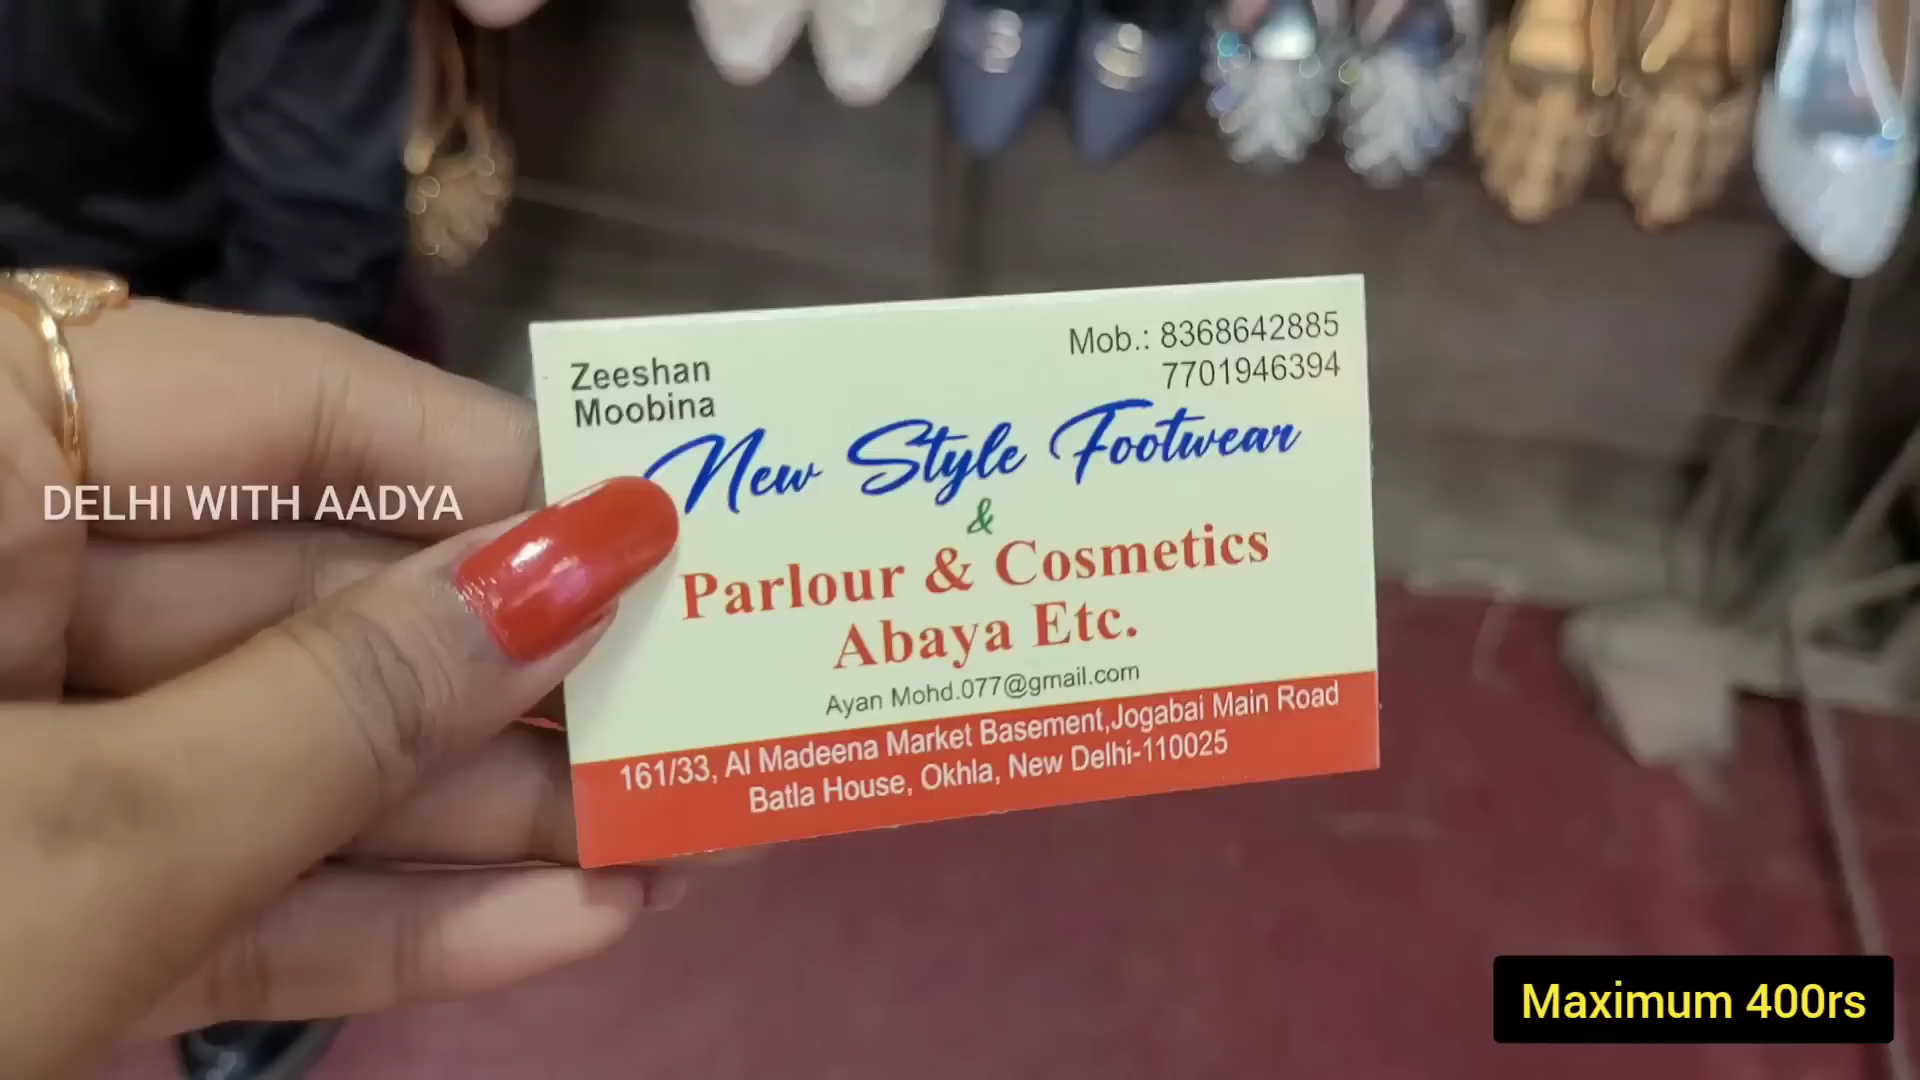 Zeeshan
Moobina
Mob.: 8368642885
7701946394
New Style Footwear
&
Parlour & Cosmetics
Abaya Etc.
Ayan Mohd.077@gmail.com
161/33, Al Madeena Market Basement,Jogabai Main Road
Batla House, Okhla, New Delhi-110025
DELHI WITH AADYA
Maximum 400rs